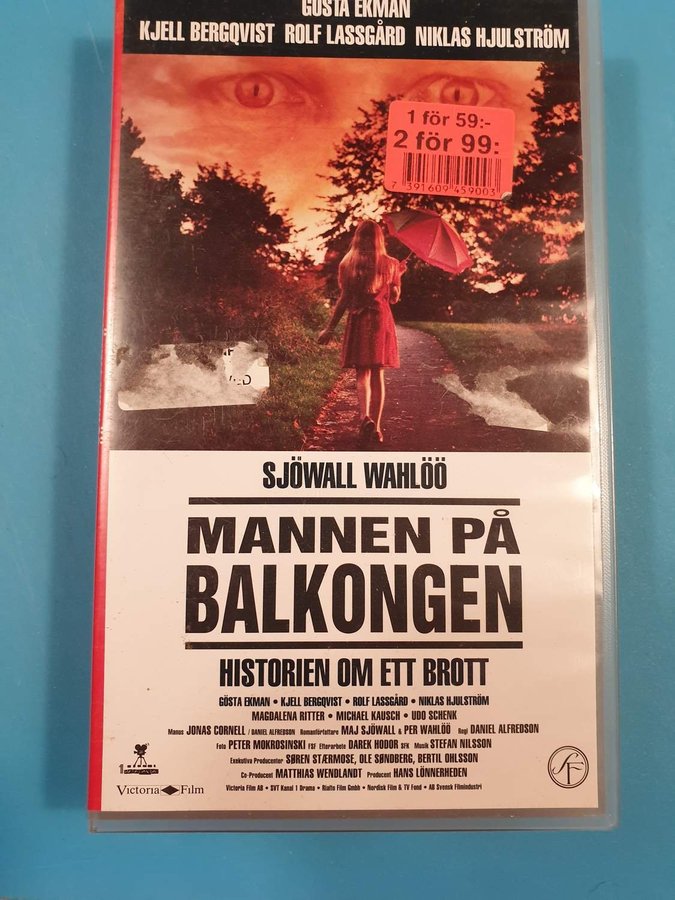 GÖSTA EKMAN
KJELL BERGQVIST ROLF LASSGÅRD NIKLAS HJULSTRÖM
1 för 59:-
2 för 99:
7 391609 459003
SJÖWALL WAHLÖÖ
MANNEN PÅ
BALKONGEN
HISTORIEN OM ETT BROTT
GÖSTA EKMAN • KJELL BERGQVIST • ROLF LASSGÅRD • NIKLAS HJULSTRÖM
MAGDALENA RITTER • MICHAEL KAUSCH • UDO SCHENK
Manus JONAS CORNELL / DANIEL ALFREDSON Romanförfattare MAJ SJÖWALL & PER WAHLÖÖ Regi DANIEL ALFREDSON
Foto PETER MOKROSINSKI FSF Efterarbete DAREK HODOR SFK Musik STEFAN NILSSON
Exekutiva Producenter SØREN STÆRMOSE, OLE SØNDBERG, BERTIL OHLSSON
Co-Producent MATTHIAS WENDLANDT Producent HANS LÖNNERHEDEN
Victoria Film AB • SVT Kanal 1 Drama • Rialto Film Gmbh • Nordisk Film & TV Fond • AB Svensk Filmindustri
Victoria Film
SF